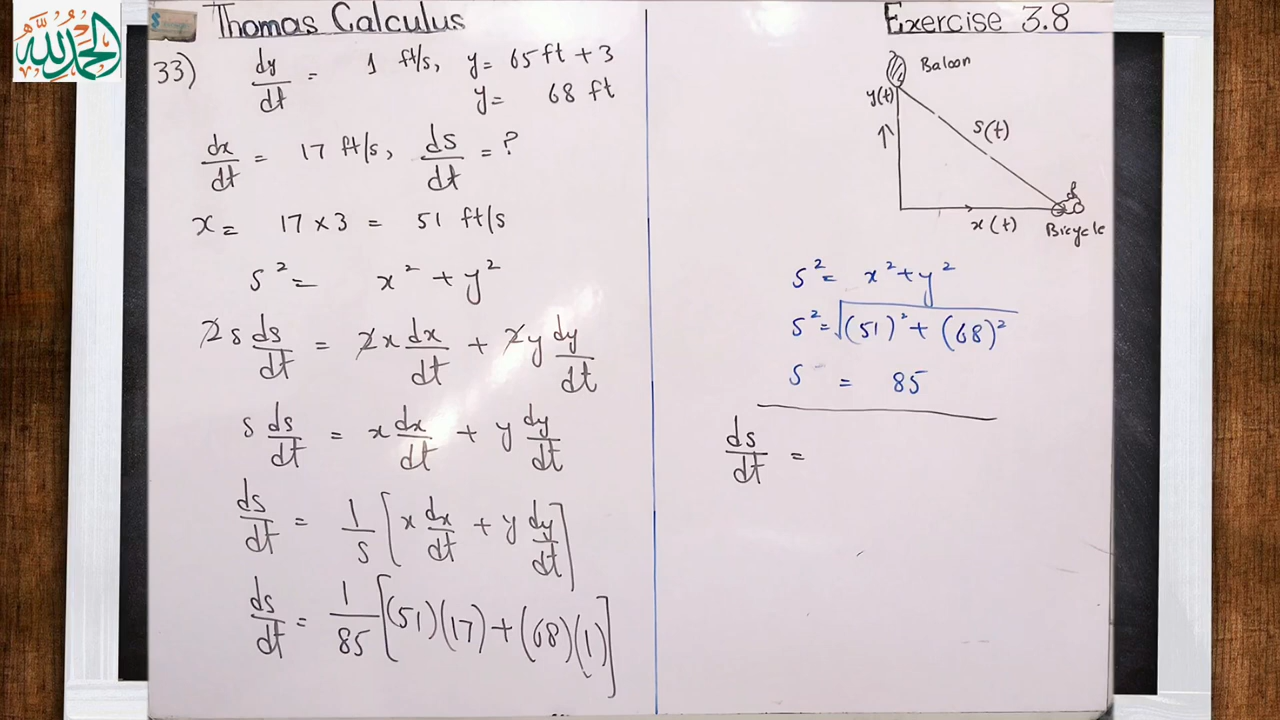 الحمد لله
$
Thomas Calculus
Exercise 3.8
33) dy/dt = 1 ft/s, y = 65 ft + 3
y = 68 ft
dx/dt = 17 ft/s, ds/dt = ?
x = 17 × 3 = 51 ft/s
s² = x² + y²
2s ds/dt = 2x dx/dt + 2y dy/dt
s ds/dt = x dx/dt + y dy/dt
ds/dt = 1/s [x dx/dt + y dy/dt]
ds/dt = 1/85 [(51)(17) + (68)(1)]
Baloon
y(t)
s(t)
x(t)
Bicycle
s² = x² + y²
s² = √(51)² + (68)²
s = 85
ds/dt =